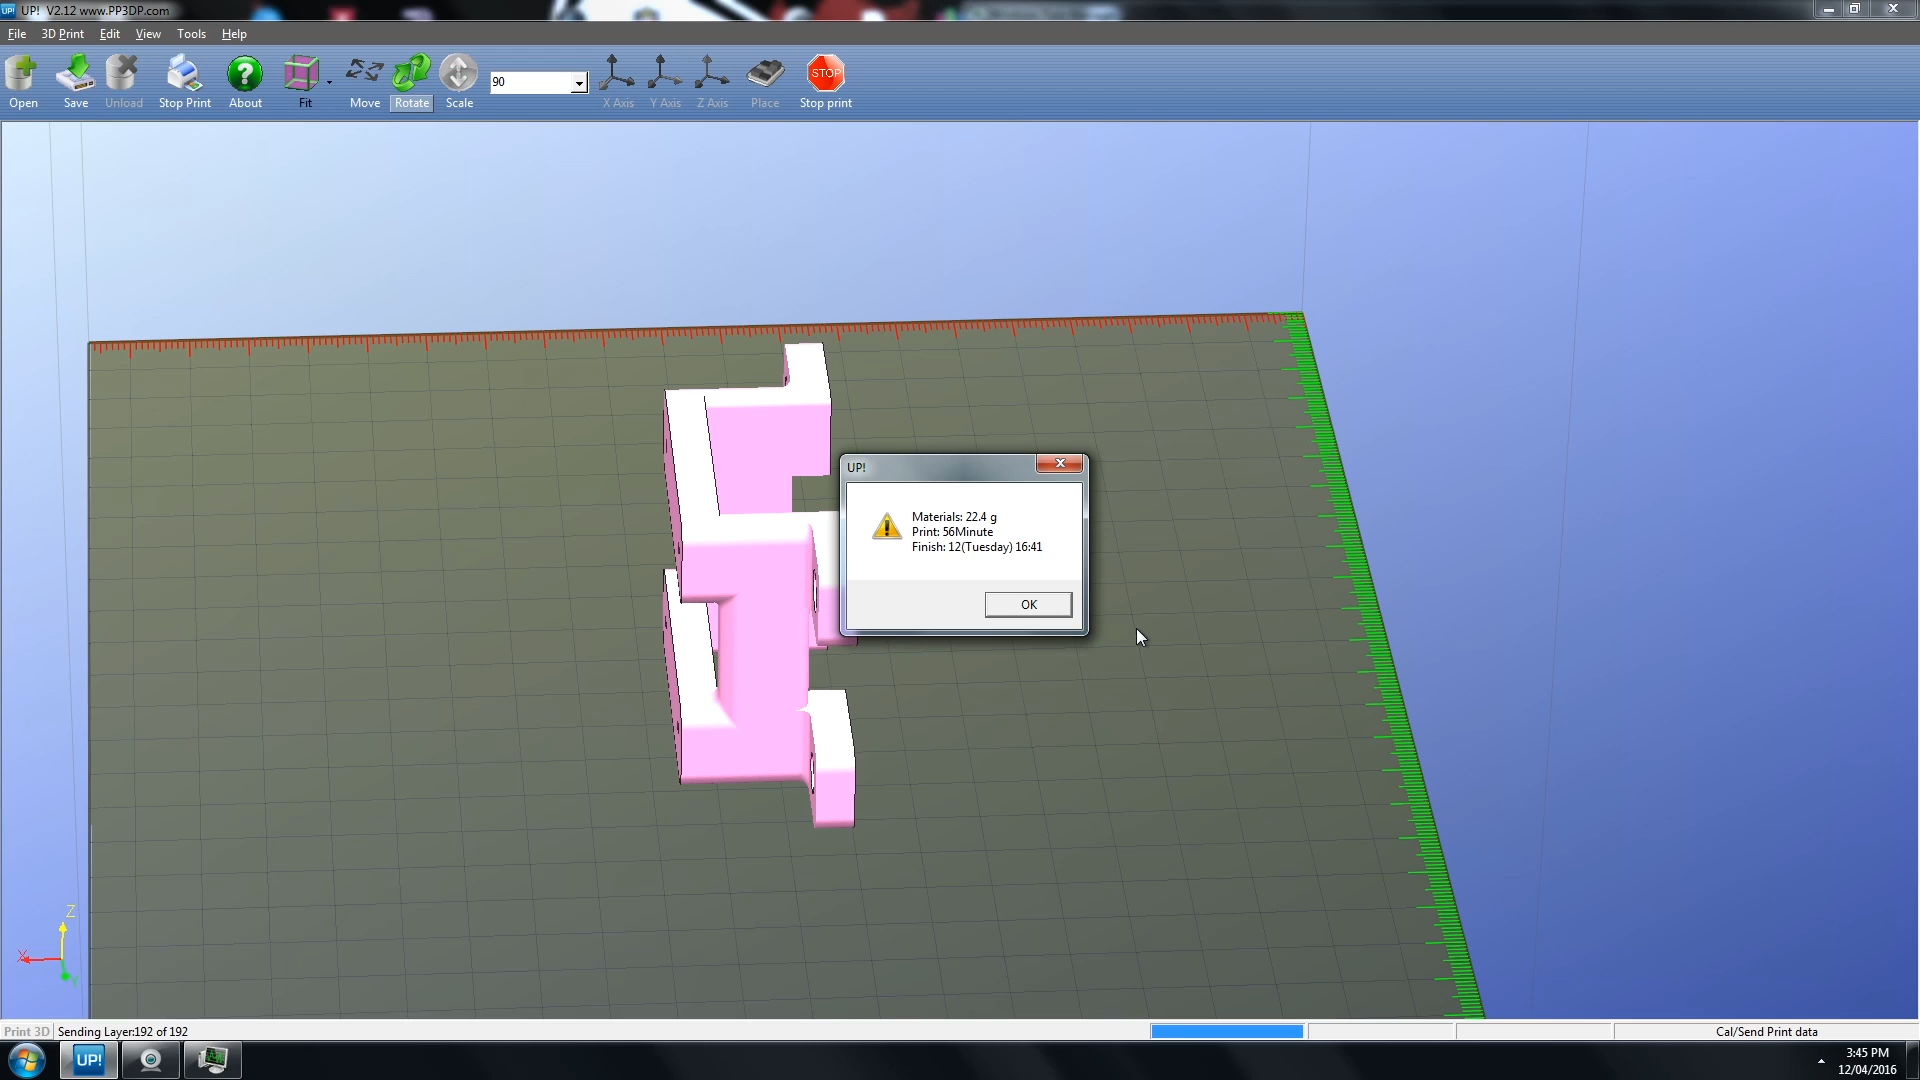 UP! V2.12 www.PP3DP.com
File 3D Print Edit View Tools Help
90
STOP
Open Save Unload Stop Print About Fit Move Rotate Scale X Axis Y Axis Z Axis Place Stop print
UP!
Materials: 22.4 g
Print: 56Minute
Finish: 12(Tuesday) 16:41
OK
Z
X
Y
Print 3D Sending Layer:192 of 192 Cal/Send Print data
UP!
3:45 PM
12/04/2016